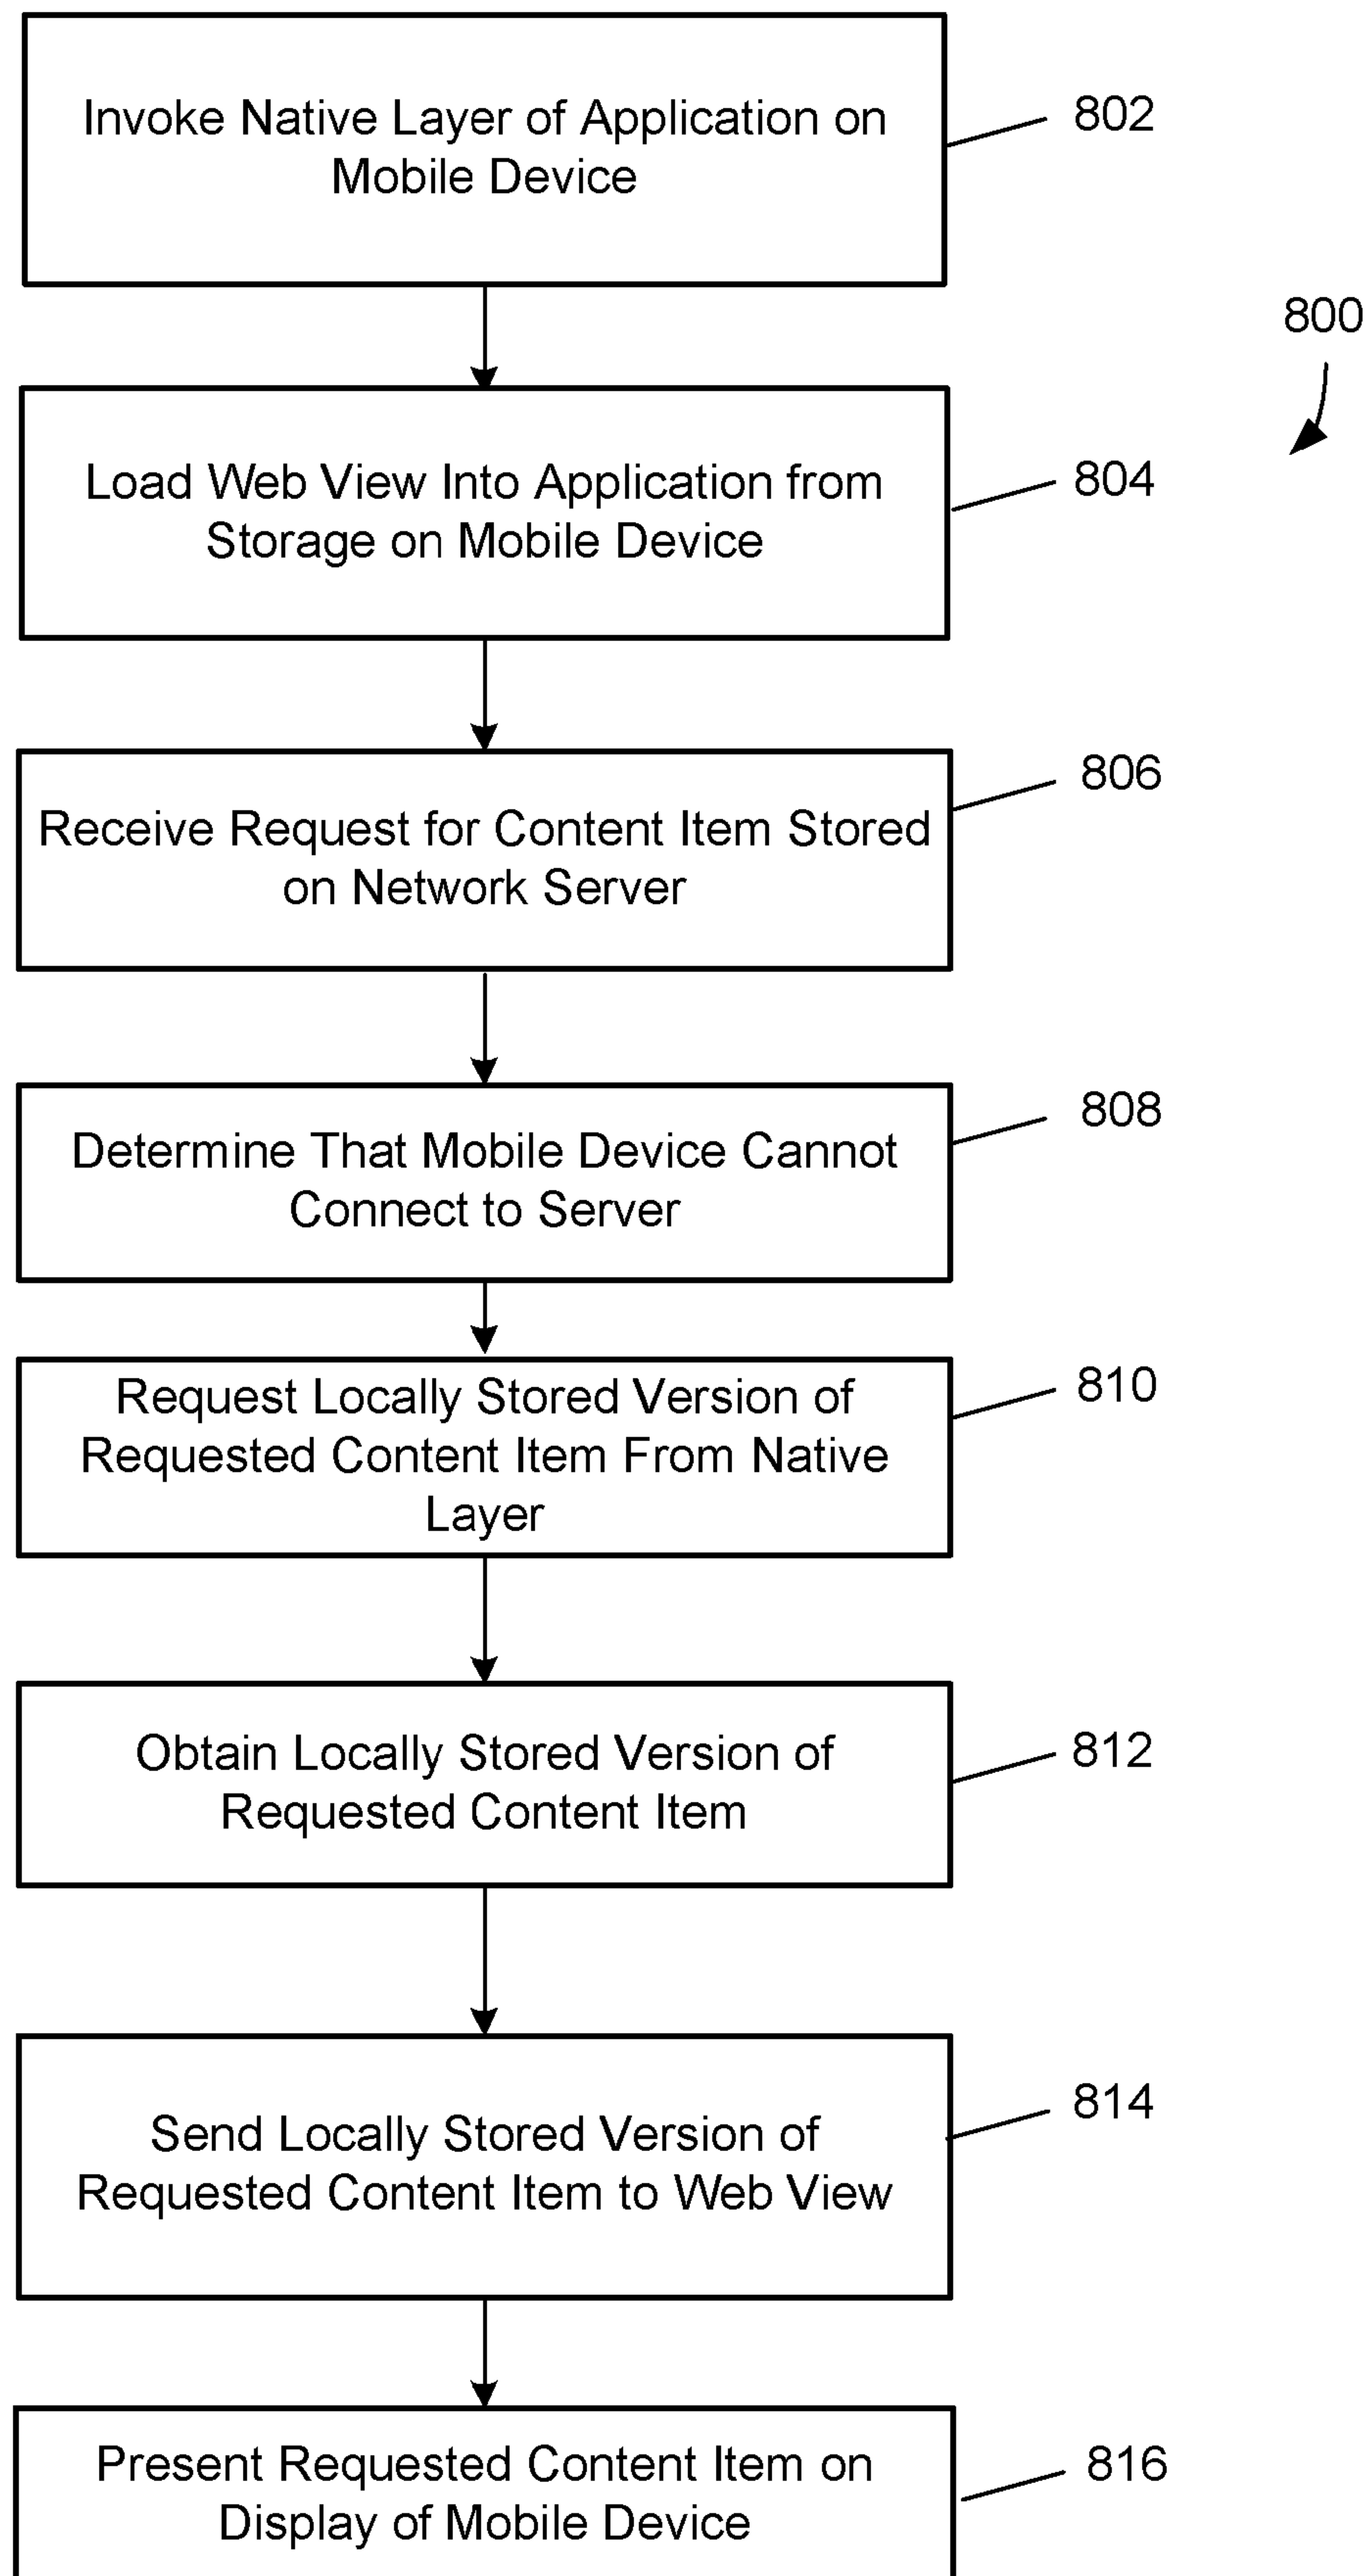 Invoke Native Layer of Application on
Mobile Device
802
800
Load Web View Into Application from
Storage on Mobile Device
804
Receive Request for Content Item Stored
on Network Server
806
Determine That Mobile Device Cannot
Connect to Server
808
Request Locally Stored Version of
Requested Content Item From Native
Layer
810
Obtain Locally Stored Version of
Requested Content Item
812
Send Locally Stored Version of
Requested Content Item to Web View
814
Present Requested Content Item on
Display of Mobile Device
816